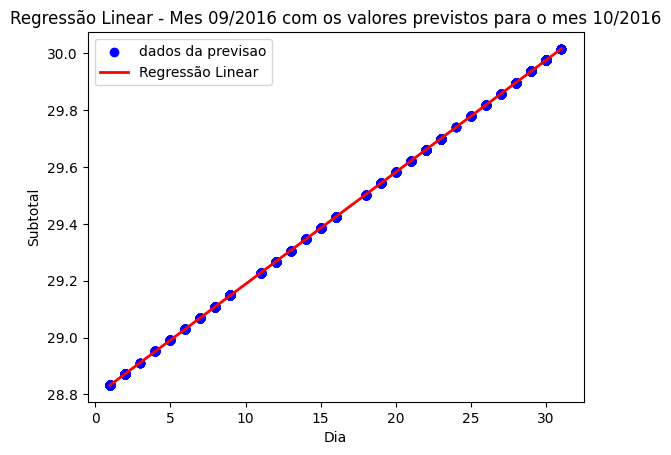 Regressão Linear - Mes 09/2016 com os valores previstos para o mes 10/2016
dados da previsao
Regressão Linear
30.0
29.8
29.6
29.4
29.2
29.0
28.8
Subtotal
0 5 10 15 20 25 30
Dia